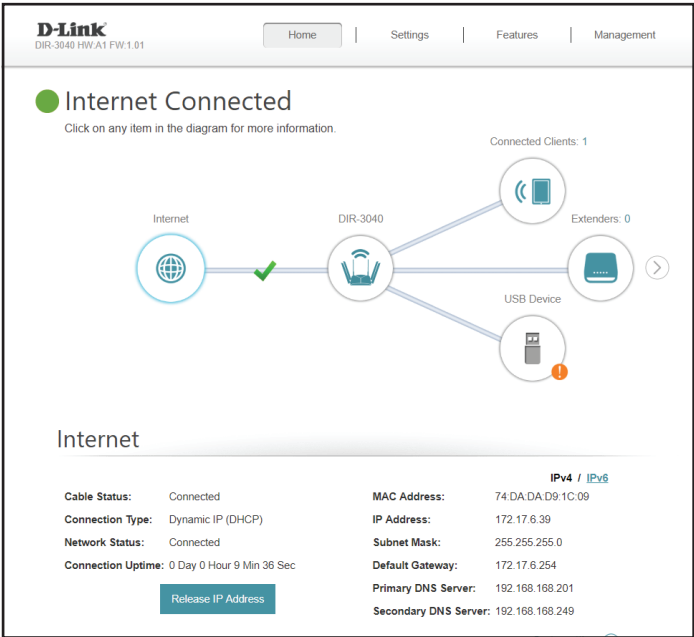 D-Link
DIR-3040 HW:A1 FW:1.01
Home
Settings
Features
Management
Internet Connected
Click on any item in the diagram for more information.
Connected Clients: 1
Internet
DIR-3040
Extenders: 0
USB Device
Internet
IPv4 / IPv6
Cable Status: Connected
Connection Type: Dynamic IP (DHCP)
Network Status: Connected
Connection Uptime: 0 Day 0 Hour 9 Min 36 Sec
Release IP Address
MAC Address: 74:DA:DA:D9:1C:09
IP Address: 172.17.6.39
Subnet Mask: 255.255.255.0
Default Gateway: 172.17.6.254
Primary DNS Server: 192.168.168.201
Secondary DNS Server: 192.168.168.249